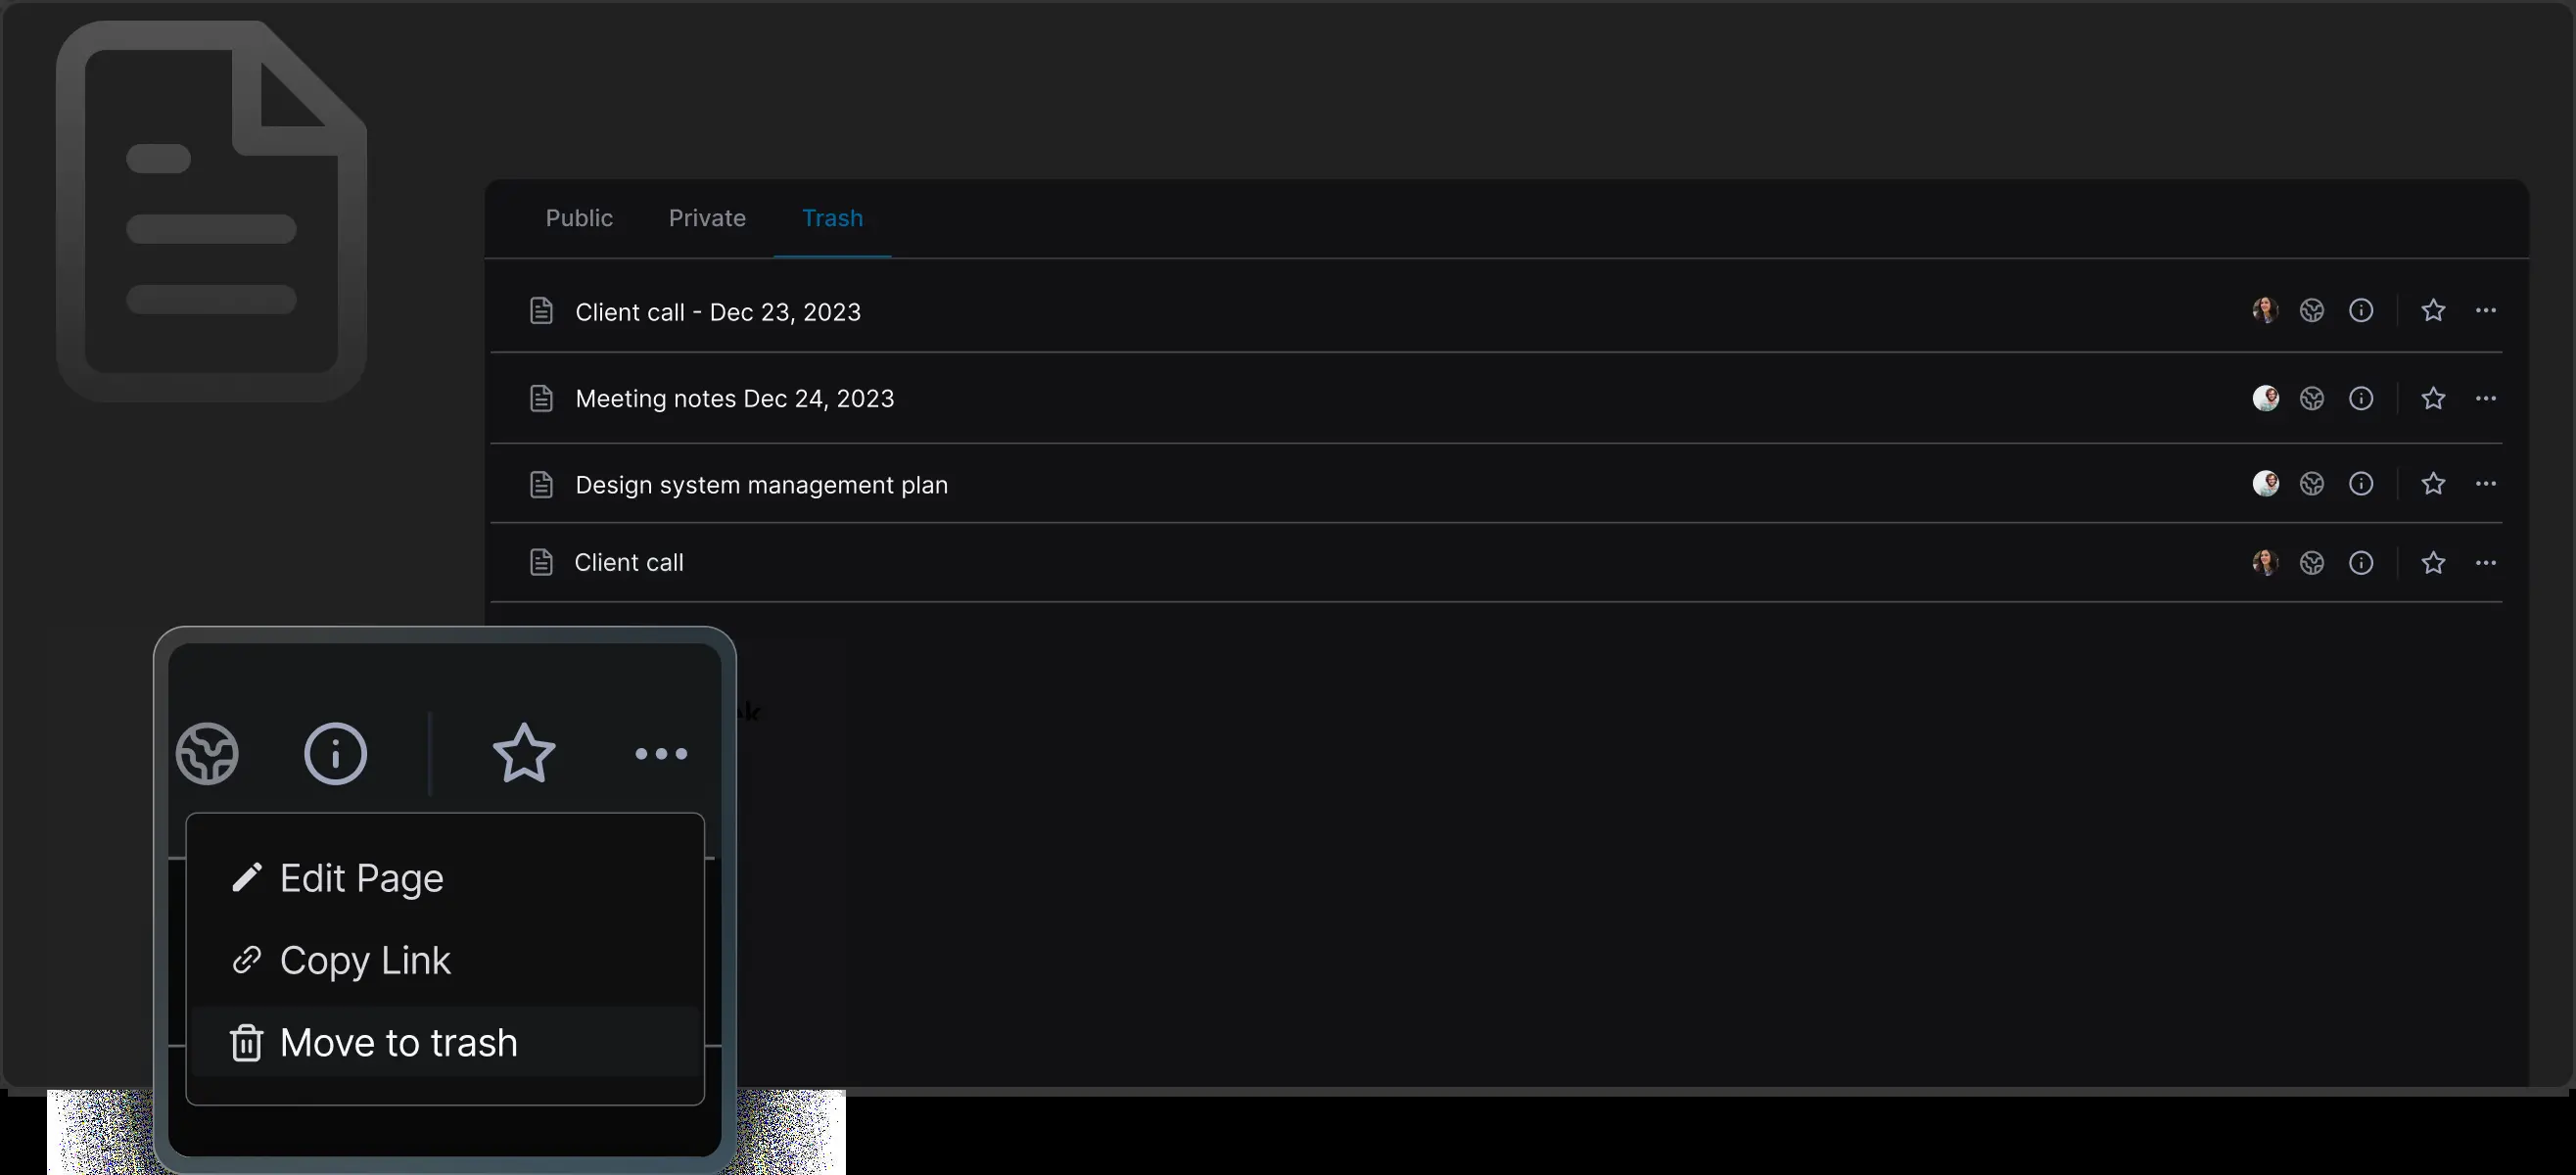 Public Private Trash
Client call - Dec 23, 2023
Meeting notes Dec 24, 2023
Design system management plan
Client call
Edit Page
Copy Link
Move to trash